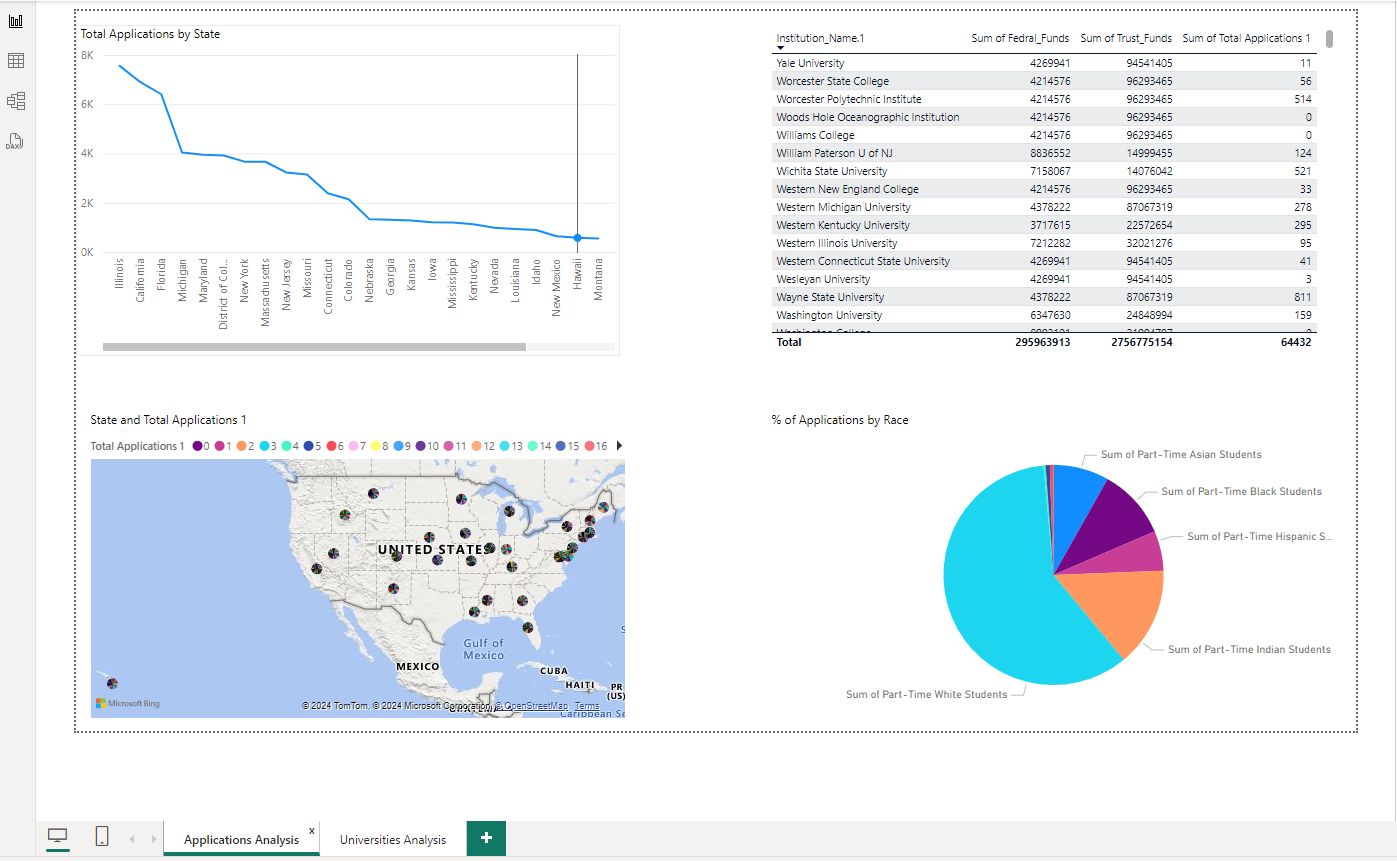 Total Applications by State
8K
6K
4K
2K
0K
Illinois
California
Florida
Michigan
Maryland
District of Col...
New York
Massachusetts
New Jersey
Missouri
Connecticut
Colorado
Nebraska
Georgia
Kansas
Iowa
Mississippi
Kentucky
Nevada
Louisiana
Idaho
New Mexico
Hawaii
Montana
Institution_Name.1 Sum of Fedral_Funds Sum of Trust_Funds Sum of Total Applications 1
Yale University 4269941 94541405 11
Worcester State College 4214576 96293465 56
Worcester Polytechnic Institute 4214576 96293465 514
Woods Hole Oceanographic Institution 4214576 96293465 0
Williams College 4214576 96293465 0
William Paterson U of NJ 8836552 14999455 124
Wichita State University 7158067 14076042 521
Western New England College 4214576 96293465 33
Western Michigan University 4378222 87067319 278
Western Kentucky University 3717615 22572654 295
Western Illinois University 7212282 32021276 95
Western Connecticut State University 4269941 94541405 41
Wesleyan University 4269941 94541405 3
Wayne State University 4378222 87067319 811
Washington University 6347630 24848994 159
Washington College
Total 295963913 2756775154 64432
State and Total Applications 1
Total Applications 1 0 1 2 3 4 5 6 7 8 9 10 11 12 13 14 15 16
UNITED STATES
Gulf of
Mexico
MEXICO
CUBA
HAITI
PR
(US)
Microsoft Bing
© 2024 TomTom, © 2024 Microsoft Corporation, © OpenStreetMap Terms
Caribbean Se
% of Applications by Race
Sum of Part-Time Asian Students
Sum of Part-Time Black Students
Sum of Part-Time Hispanic S...
Sum of Part-Time Indian Students
Sum of Part-Time White Students
Applications Analysis x
Universities Analysis
+